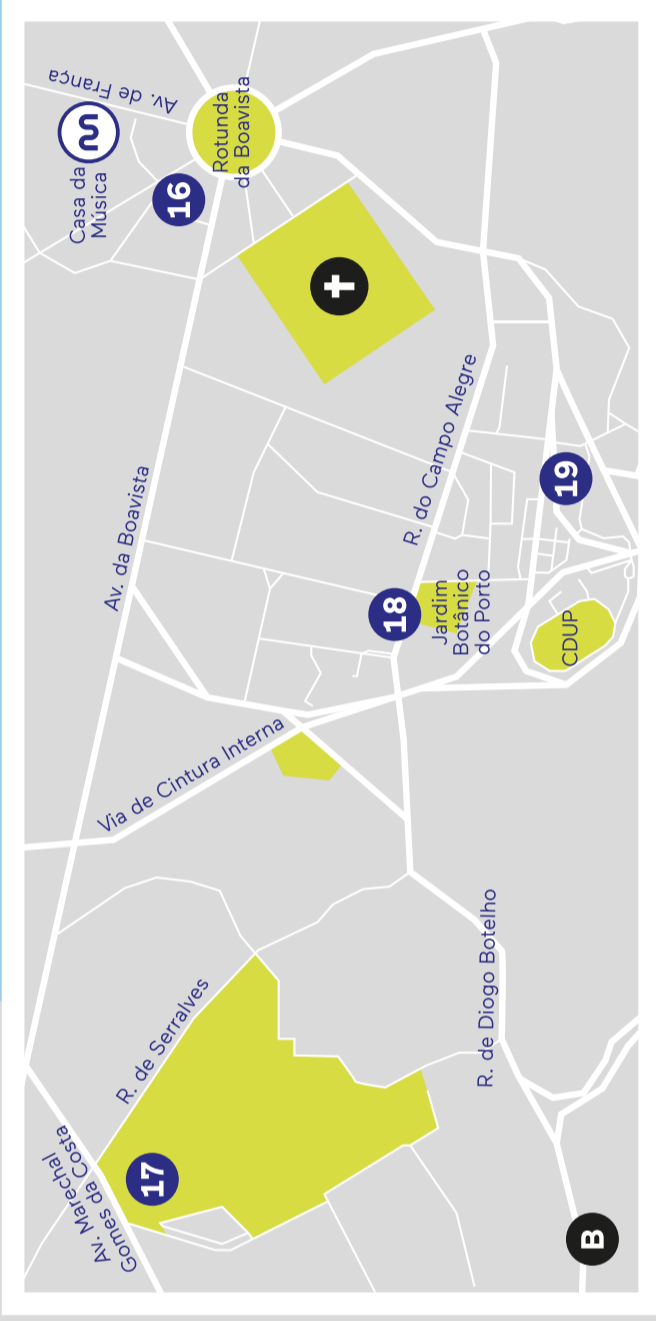 Av. de França
Casa da
Música
16
Rotunda
da Boavista
Av. da Boavista
R. do Campo Alegre
19
18
Jardim
Botânico
do Porto
CDUP
Via de Cintura Interna
R. de Serralves
R. de Diogo Botelho
Av. Marechal
Gomes da Costa
17
B